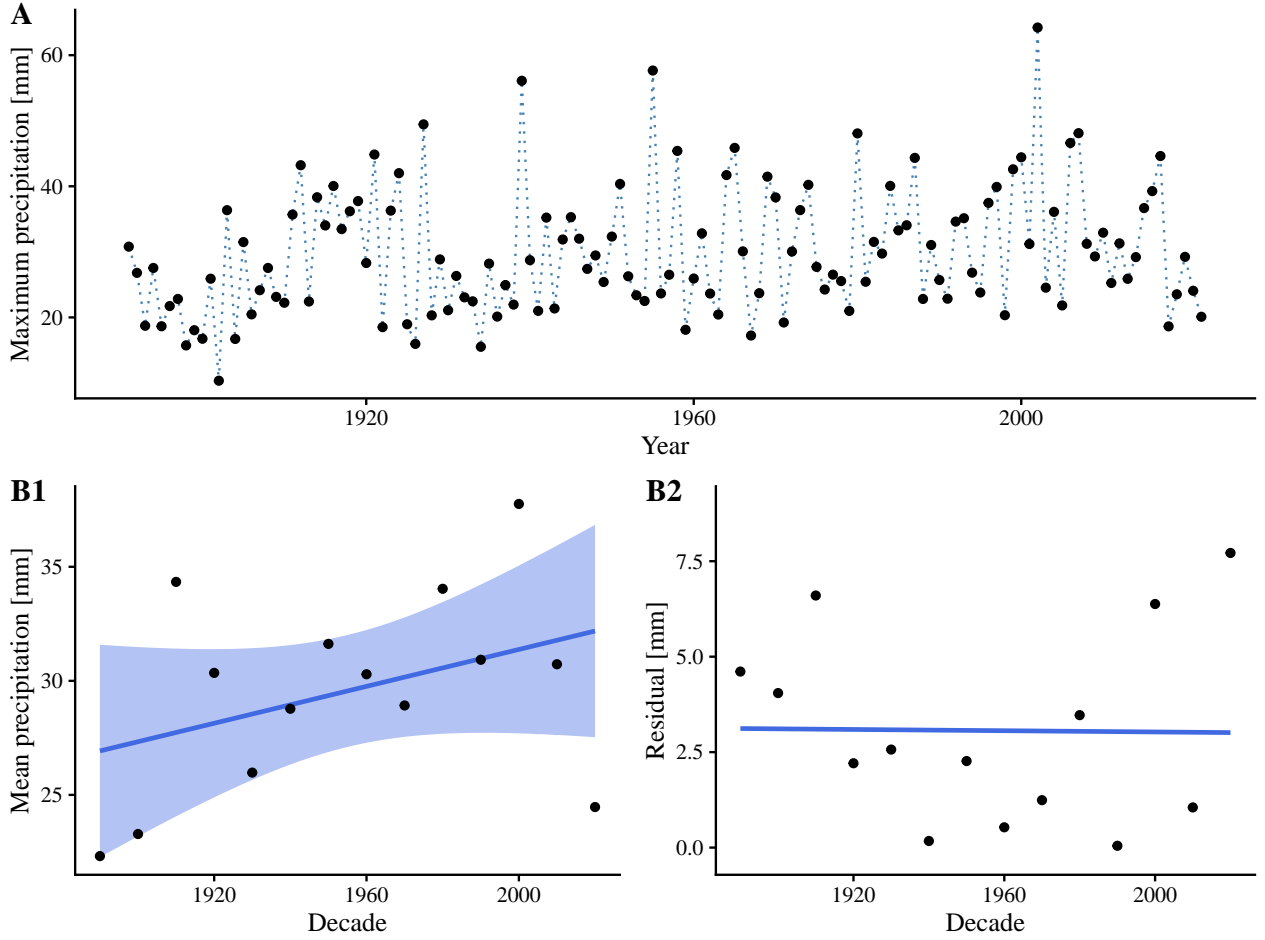 A
Maximum precipitation [mm]
60
40
20
1920 1960 2000
Year
B1
Mean precipitation [mm]
35
30
25
1920 1960 2000
Decade
B2
Residual [mm]
7.5
5.0
2.5
0.0
1920 1960 2000
Decade